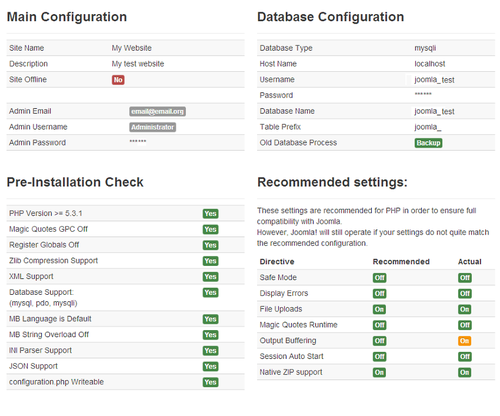 Main Configuration
Site Name My Website
Description My test website
Site Offline No
Admin Email email@email.org
Admin Username Administrator
Admin Password ******
Database Configuration
Database Type mysqli
Host Name localhost
Username joomla_test
Password ******
Database Name joomla_test
Table Prefix joomla_
Old Database Process Backup
Pre-Installation Check
PHP Version >= 5.3.1 Yes
Magic Quotes GPC Off Yes
Register Globals Off Yes
Zlib Compression Support Yes
XML Support Yes
Database Support: Yes
(mysql, pdo, mysqli)
MB Language is Default Yes
MB String Overload Off Yes
INI Parser Support Yes
JSON Support Yes
configuration.php Writeable Yes
Recommended settings:
These settings are recommended for PHP in order to ensure full
compatibility with Joomla.
However, Joomla! will still operate if your settings do not quite match
the recommended configuration.
Directive Recommended Actual
Safe Mode Off Off
Display Errors Off Off
File Uploads On On
Magic Quotes Runtime Off Off
Output Buffering Off On
Session Auto Start Off Off
Native ZIP support On On